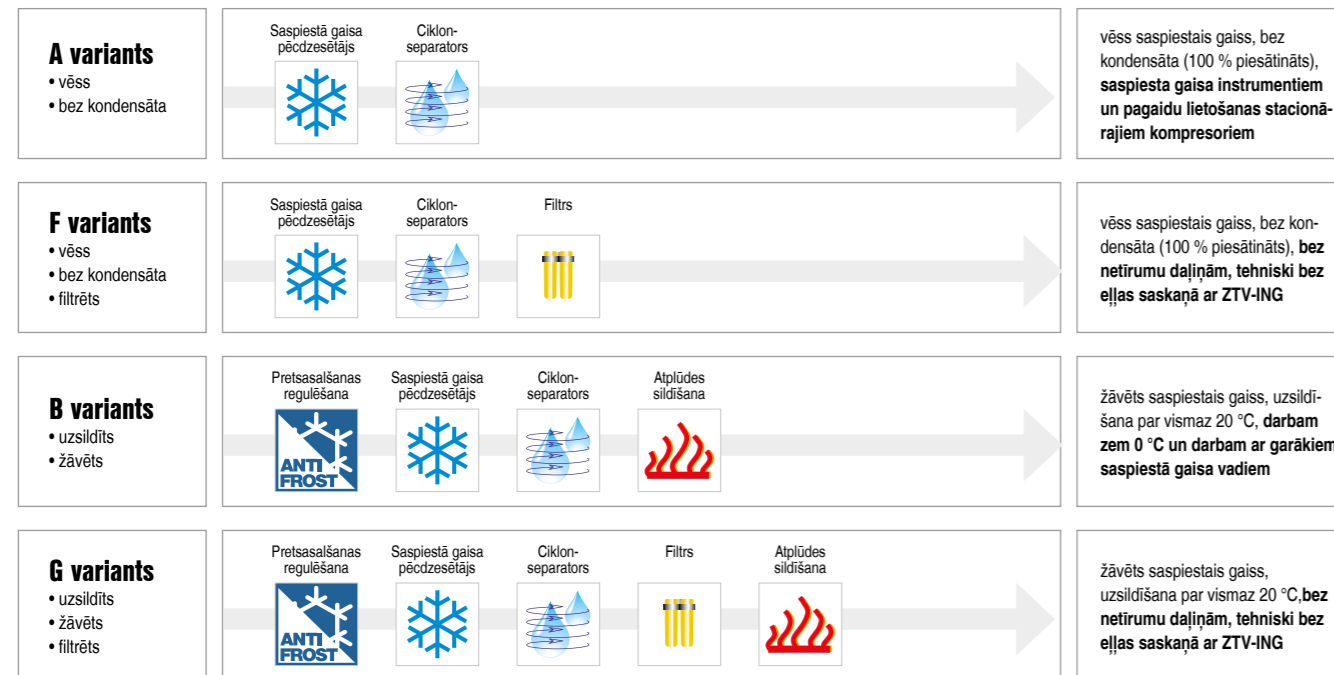 A variants
• vēss
• bez kondensāta
Saspiestā gaisa
pēcdzesētājs
Ciklon-
separators
vēss saspiestais gaiss, bez
kondensāta (100 % piesātināts),
saspiesta gaisa instrumentiem
un pagaidu lietošanas stacionā-
rajiem kompresoriem
F variants
• vēss
• bez kondensāta
• filtrēts
Saspiestā gaisa
pēcdzesētājs
Ciklon-
separators
Filtrs
vēss saspiestais gaiss, bez kon-
densāta (100 % piesātināts), bez
netīrumu daļiņām, tehniski bez
eļļas saskaņā ar ZTV-ING
B variants
• uzsildīts
• žāvēts
Pretsasalšanas
regulēšana
ANTI
FROST
Saspiestā gaisa
pēcdzesētājs
Ciklon-
separators
Atplūdes
sildīšana
žāvēts saspiestais gaiss, uzsildī-
šana par vismaz 20 °C, darbam
zem 0 °C un darbam ar garākiem
saspiestā gaisa vadiem
G variants
• uzsildīts
• žāvēts
• filtrēts
Pretsasalšanas
regulēšana
ANTI
FROST
Saspiestā gaisa
pēcdzesētājs
Ciklon-
separators
Filtrs
Atplūdes
sildīšana
žāvēts saspiestais gaiss,
uzsildīšana par vismaz 20 °C,bez
netīrumu daļiņām, tehniski bez
eļļas saskaņā ar ZTV-ING